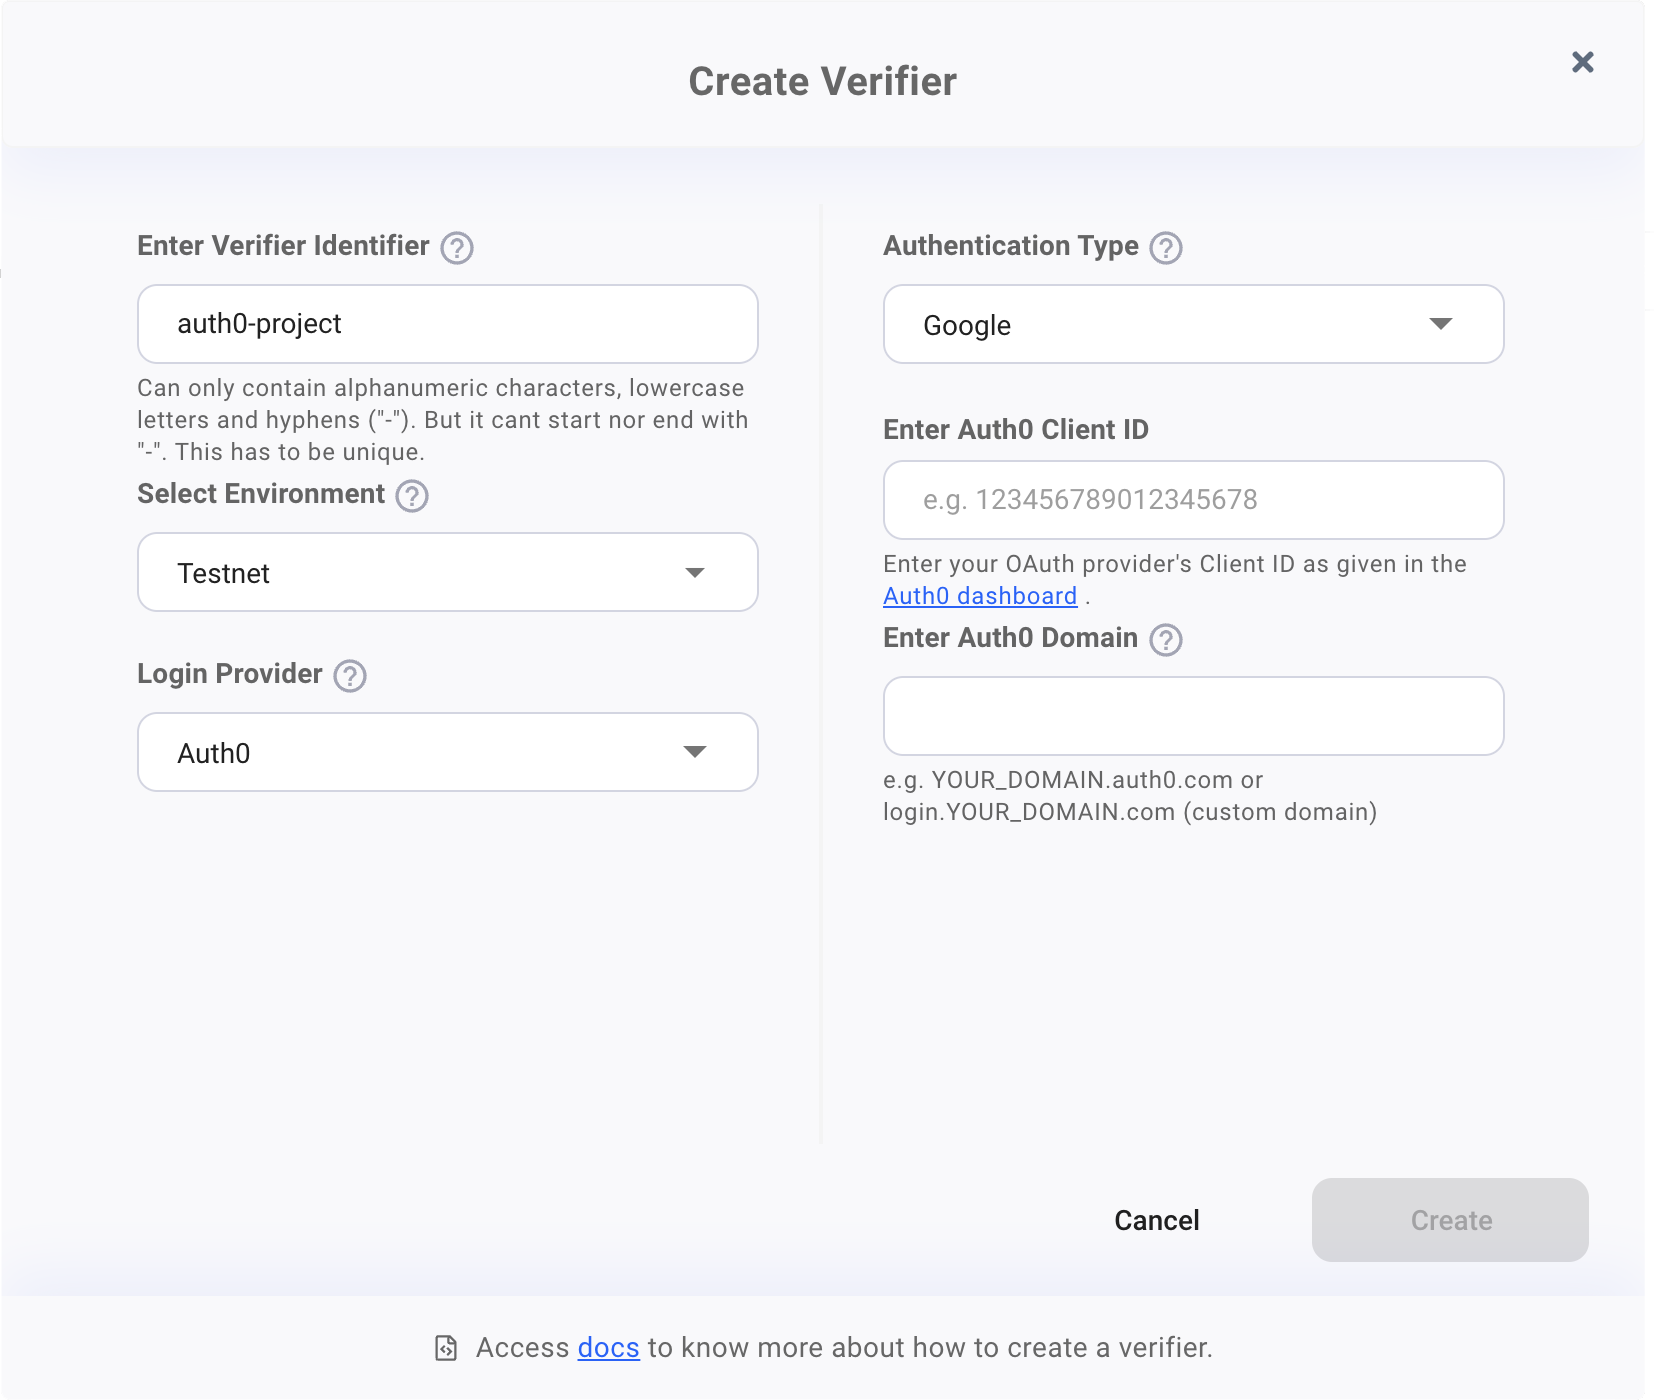 Create Verifier
Enter Verifier Identifier
auth0-project
Can only contain alphanumeric characters, lowercase
letters and hyphens ("-"). But it cant start nor end with
"-". This has to be unique.
Select Environment
Testnet
Login Provider
Auth0
Authentication Type
Google
Enter Auth0 Client ID
e.g. 123456789012345678
Enter your OAuth provider's Client ID as given in the
Auth0 dashboard .
Enter Auth0 Domain
e.g. YOUR_DOMAIN.auth0.com or
login.YOUR_DOMAIN.com (custom domain)
Cancel
Create
Access docs to know more about how to create a verifier.